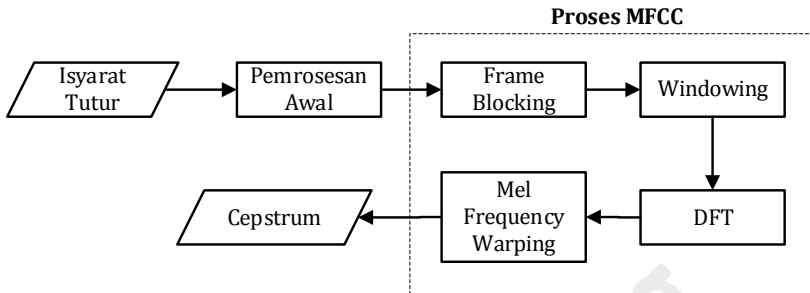 Proses MFCC
Isyarat
Tutur
Pemrosesan
Awal
Frame
Blocking
Windowing
Cepstrum
Mel
Frequency
Warping
DFT